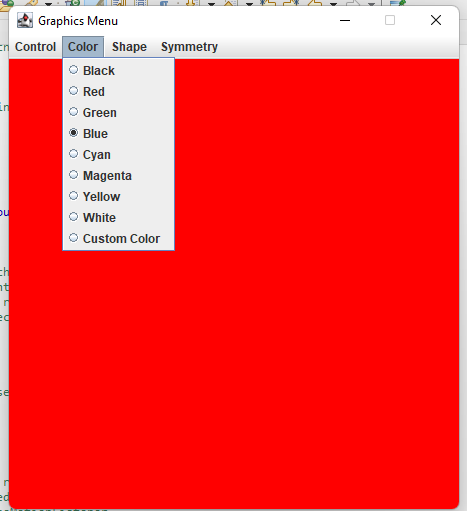 Graphics Menu
Control Color Shape Symmetry
Black
Red
Green
Blue
Cyan
Magenta
Yellow
White
Custom Color